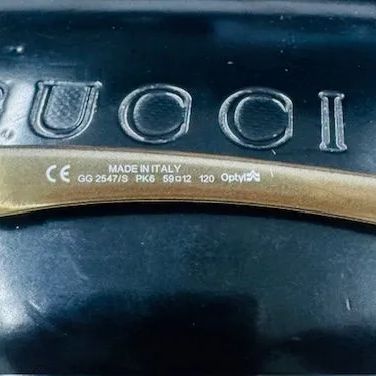 GUCCI
CE MADE IN ITALY
GG 2547/S PK6 59□12 120 Optyl